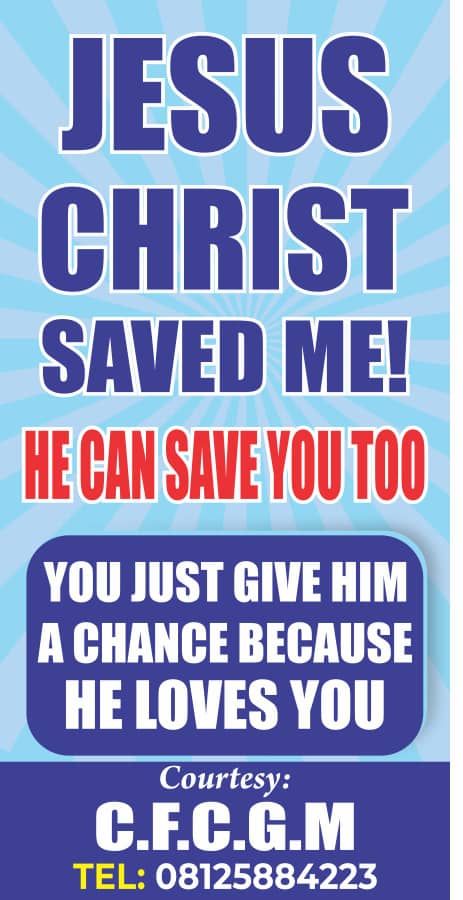 JESUS
CHRIST
SAVED ME!
HE CAN SAVE YOU TOO
YOU JUST GIVE HIM
A CHANCE BECAUSE
HE LOVES YOU
Courtesy:
C.F.C.G.M
TEL: 08125884223